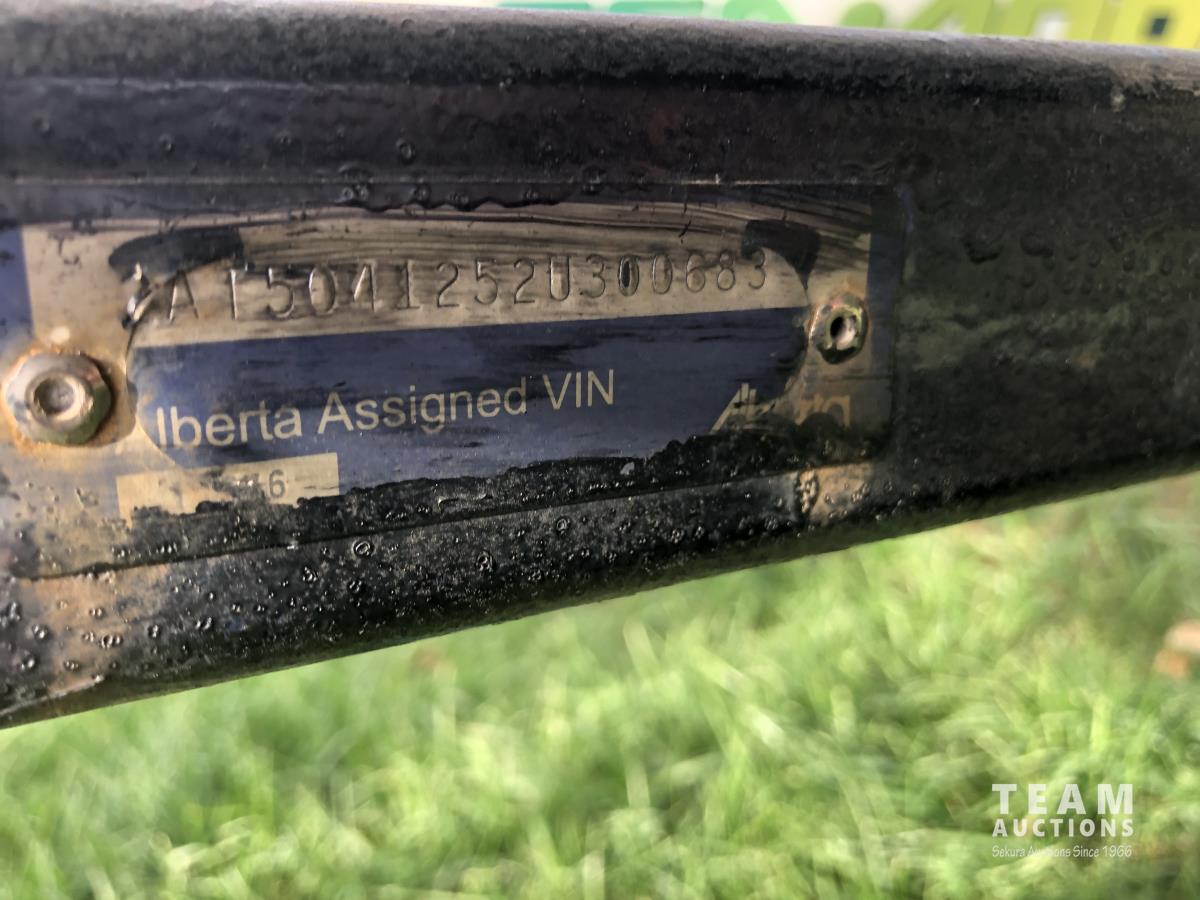 2AT5041252U300683
lberta Assigned VIN
TEAM
AUCTIONS
Sekura Auctions Since 1966